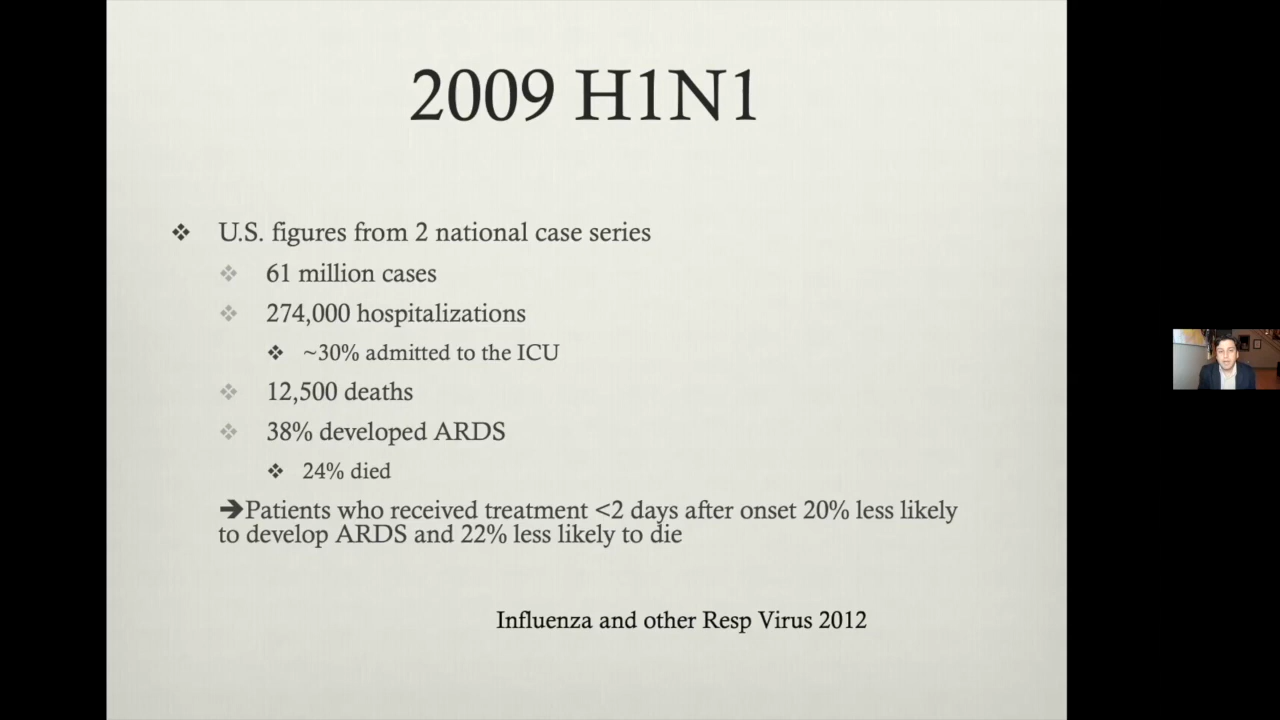 2009 H1N1
U.S. figures from 2 national case series
61 million cases
274,000 hospitalizations
~30% admitted to the ICU
12,500 deaths
38% developed ARDS
24% died
➔Patients who received treatment <2 days after onset 20% less likely
to develop ARDS and 22% less likely to die
Influenza and other Resp Virus 2012